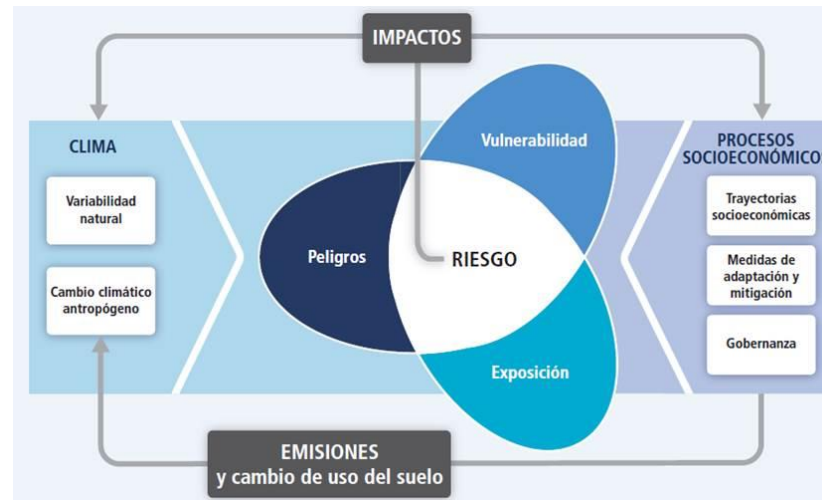 IMPACTOS
CLIMA
Variabilidad
natural
Cambio climático
antropógeno
Vulnerabilidad
Peligros
RIESGO
Exposición
PROCESOS
SOCIOECONÓMICOS
Trayectorias
socioeconómicas
Medidas de
adaptación y
mitigación
Gobernanza
EMISIONES
y cambio de uso del suelo